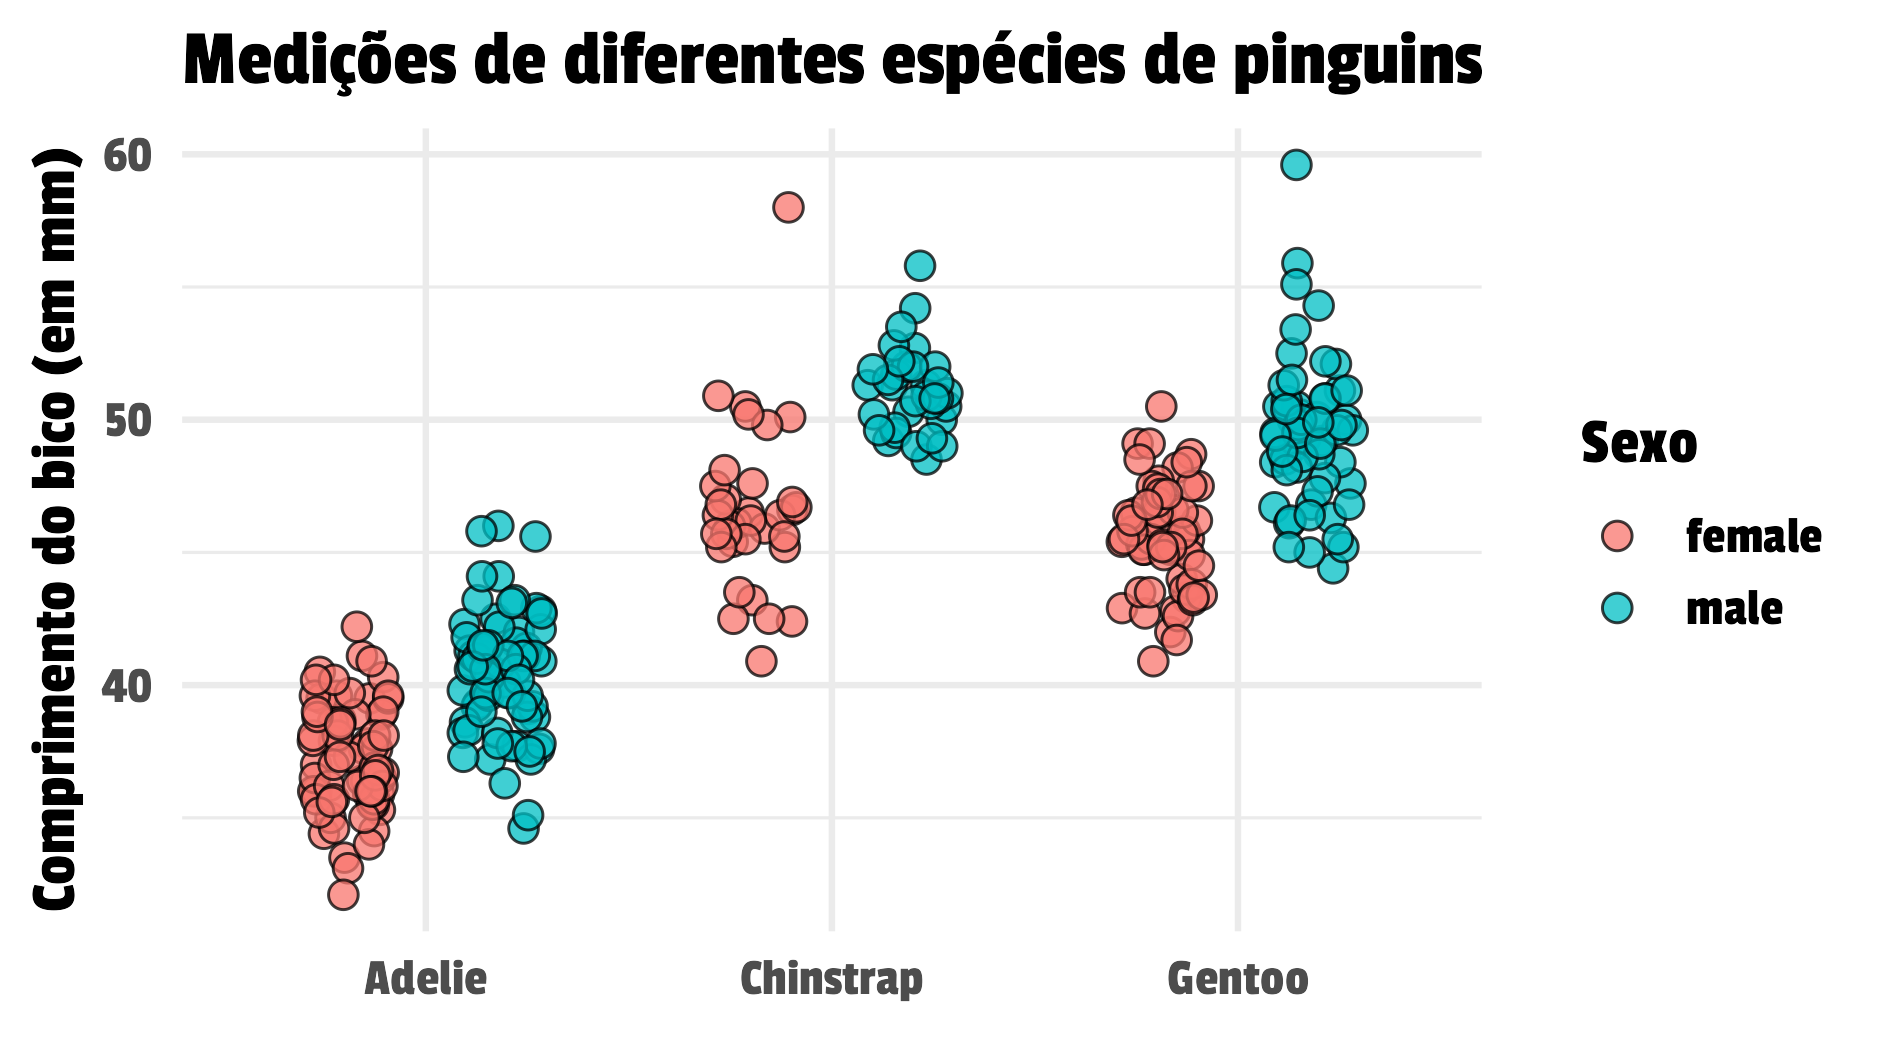 Medições de diferentes espécies de pinguins
Comprimento do bico (em mm)
60
50
40
Adelie
Chinstrap
Gentoo
Sexo
female
male